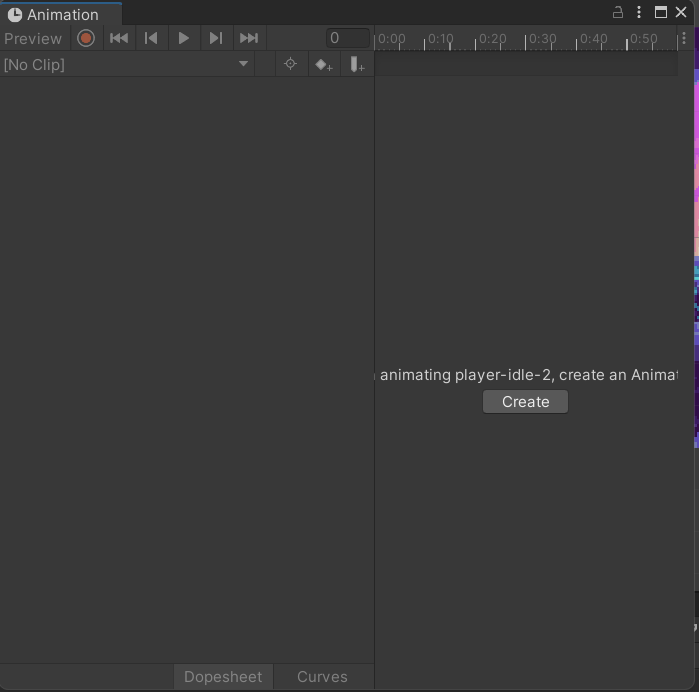 Animation
Preview 0 0:00 0:10 0:20 0:30 0:40 0:50
[No Clip]
animating player-idle-2, create an
Create
Dopesheet Curves